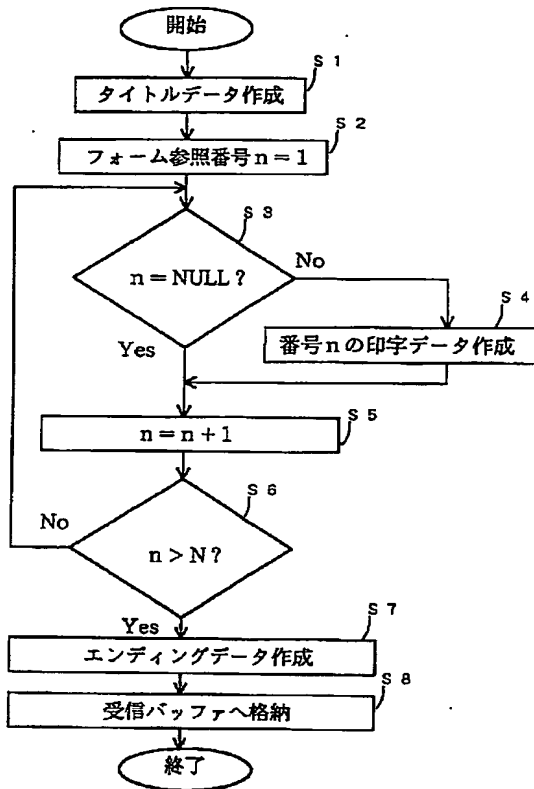 開始
S1
タイトルデータ作成
S2
フォーム参照番号n=1
S3
n=NULL?
No
Yes
S4
番号nの印字データ作成
S5
n=n+1
S6
No
n>N?
Yes
S7
エンディングデータ作成
S8
受信バッファへ格納
終了